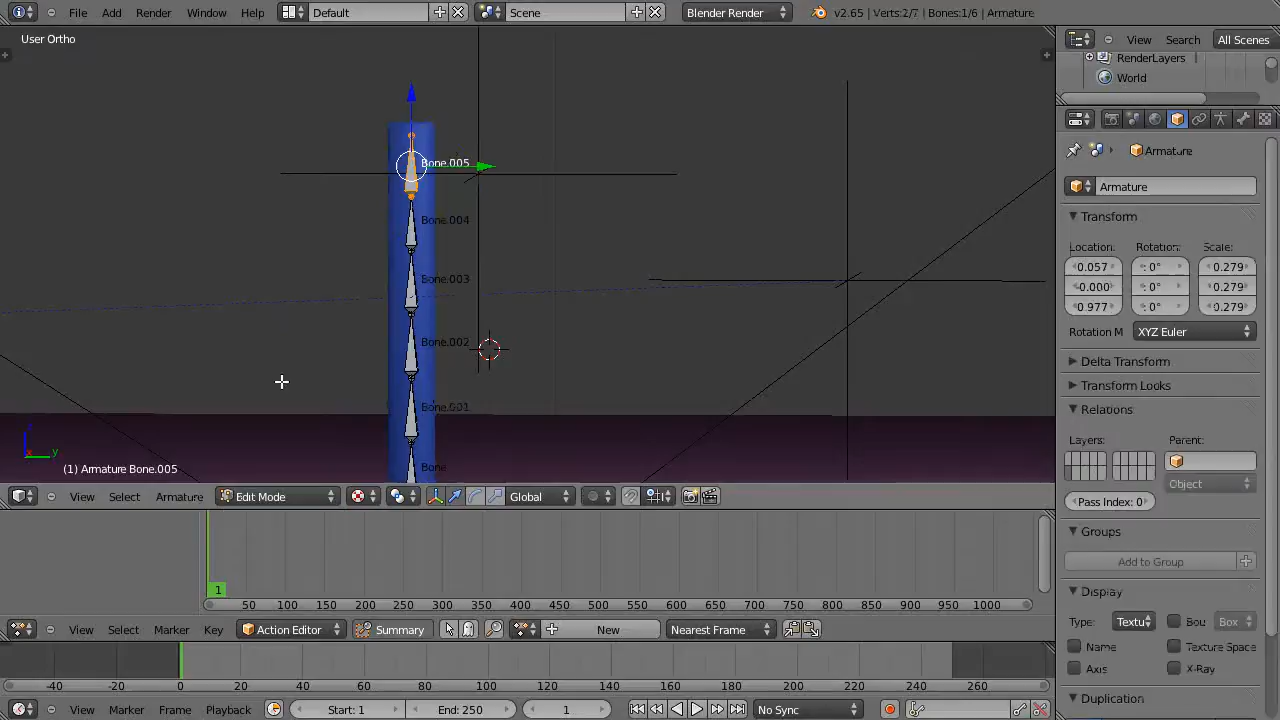 File Add Render Window Help Default Scene Blender Render v2.65 | Verts:2/7 | Bones:1/6 | Armature
User Ortho
View Search All Scenes
RenderLayers
World
Armature
Armature
Transform
Location: Rotation: Scale:
0.057 : 0° 0.279
-0.000 : 0° 0.279
0.977 : 0° 0.279
Rotation M XYZ Euler
Delta Transform
Transform Locks
Relations
Layers: Parent:
Object
Pass Index: 0
Groups
Add to Group
Display
Type: Textu Bou Box
Name Texture Space
Axis X-Ray
Duplication
Bone.005
Bone.004
Bone.003
Bone.002
Bone.001
Bone
z
x y
(1) Armature Bone.005
View Select Armature Edit Mode Global
1
50 100 150 200 250 300 350 400 450 500 550 600 650 700 750 800 850 900 950 1000
View Select Marker Key Action Editor Summary New Nearest Frame
-40 -20 0 20 40 60 80 100 120 140 160 180 200 220 240 260
View Marker Frame Playback Start: 1 End: 250 1 No Sync